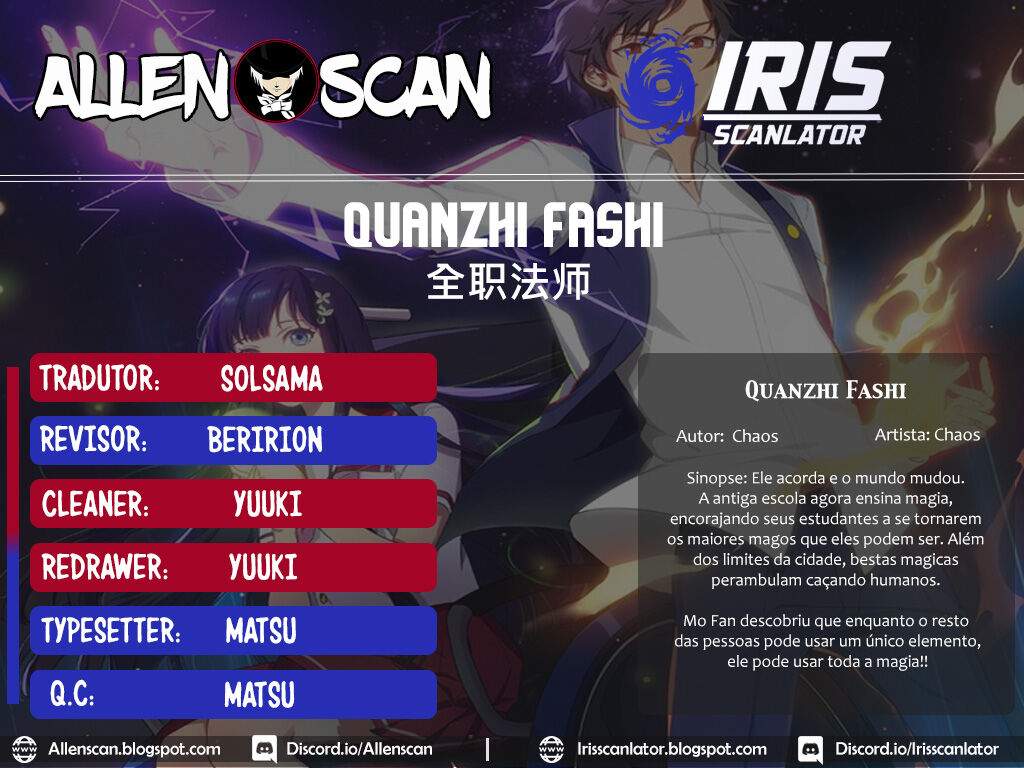 ALLEN SCAN
IRIS
SCANLATOR
QUANZHI FASHI
全职法师
TRADUTOR: SOLSAMA
REVISOR: BERIRION
CLEANER: YUUKI
REDRAWER: YUUKI
TYPESETTER: MATSU
Q.C: MATSU
Quanzhi Fashi
Autor: Chaos Artista: Chaos
Sinopse: Ele acorda e o mundo mudou.
A antiga escola agora ensina magia,
encorajando seus estudantes a se tornarem
os maiores magos que eles podem ser. Além
dos limites da cidade, bestas magicas
perambulam caçando humanos.
Mo Fan descobriu que enquanto o resto
das pessoas pode usar um único elemento,
ele pode usar toda a magia!!
Allenscan.blogspot.com Discord.io/Allenscan | Irisscanlator.blogspot.com Discord.io/Irisscanlator